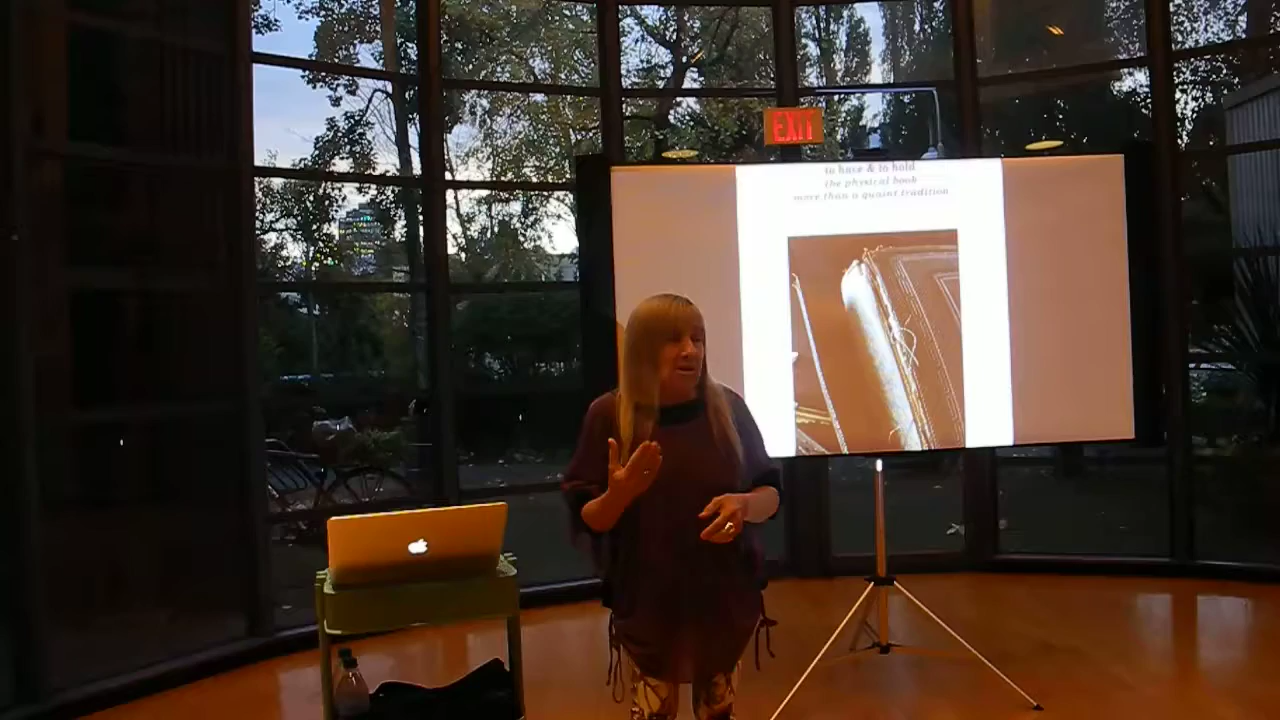 EXIT
to have & to hold
the physical book
more than a quaint tradition